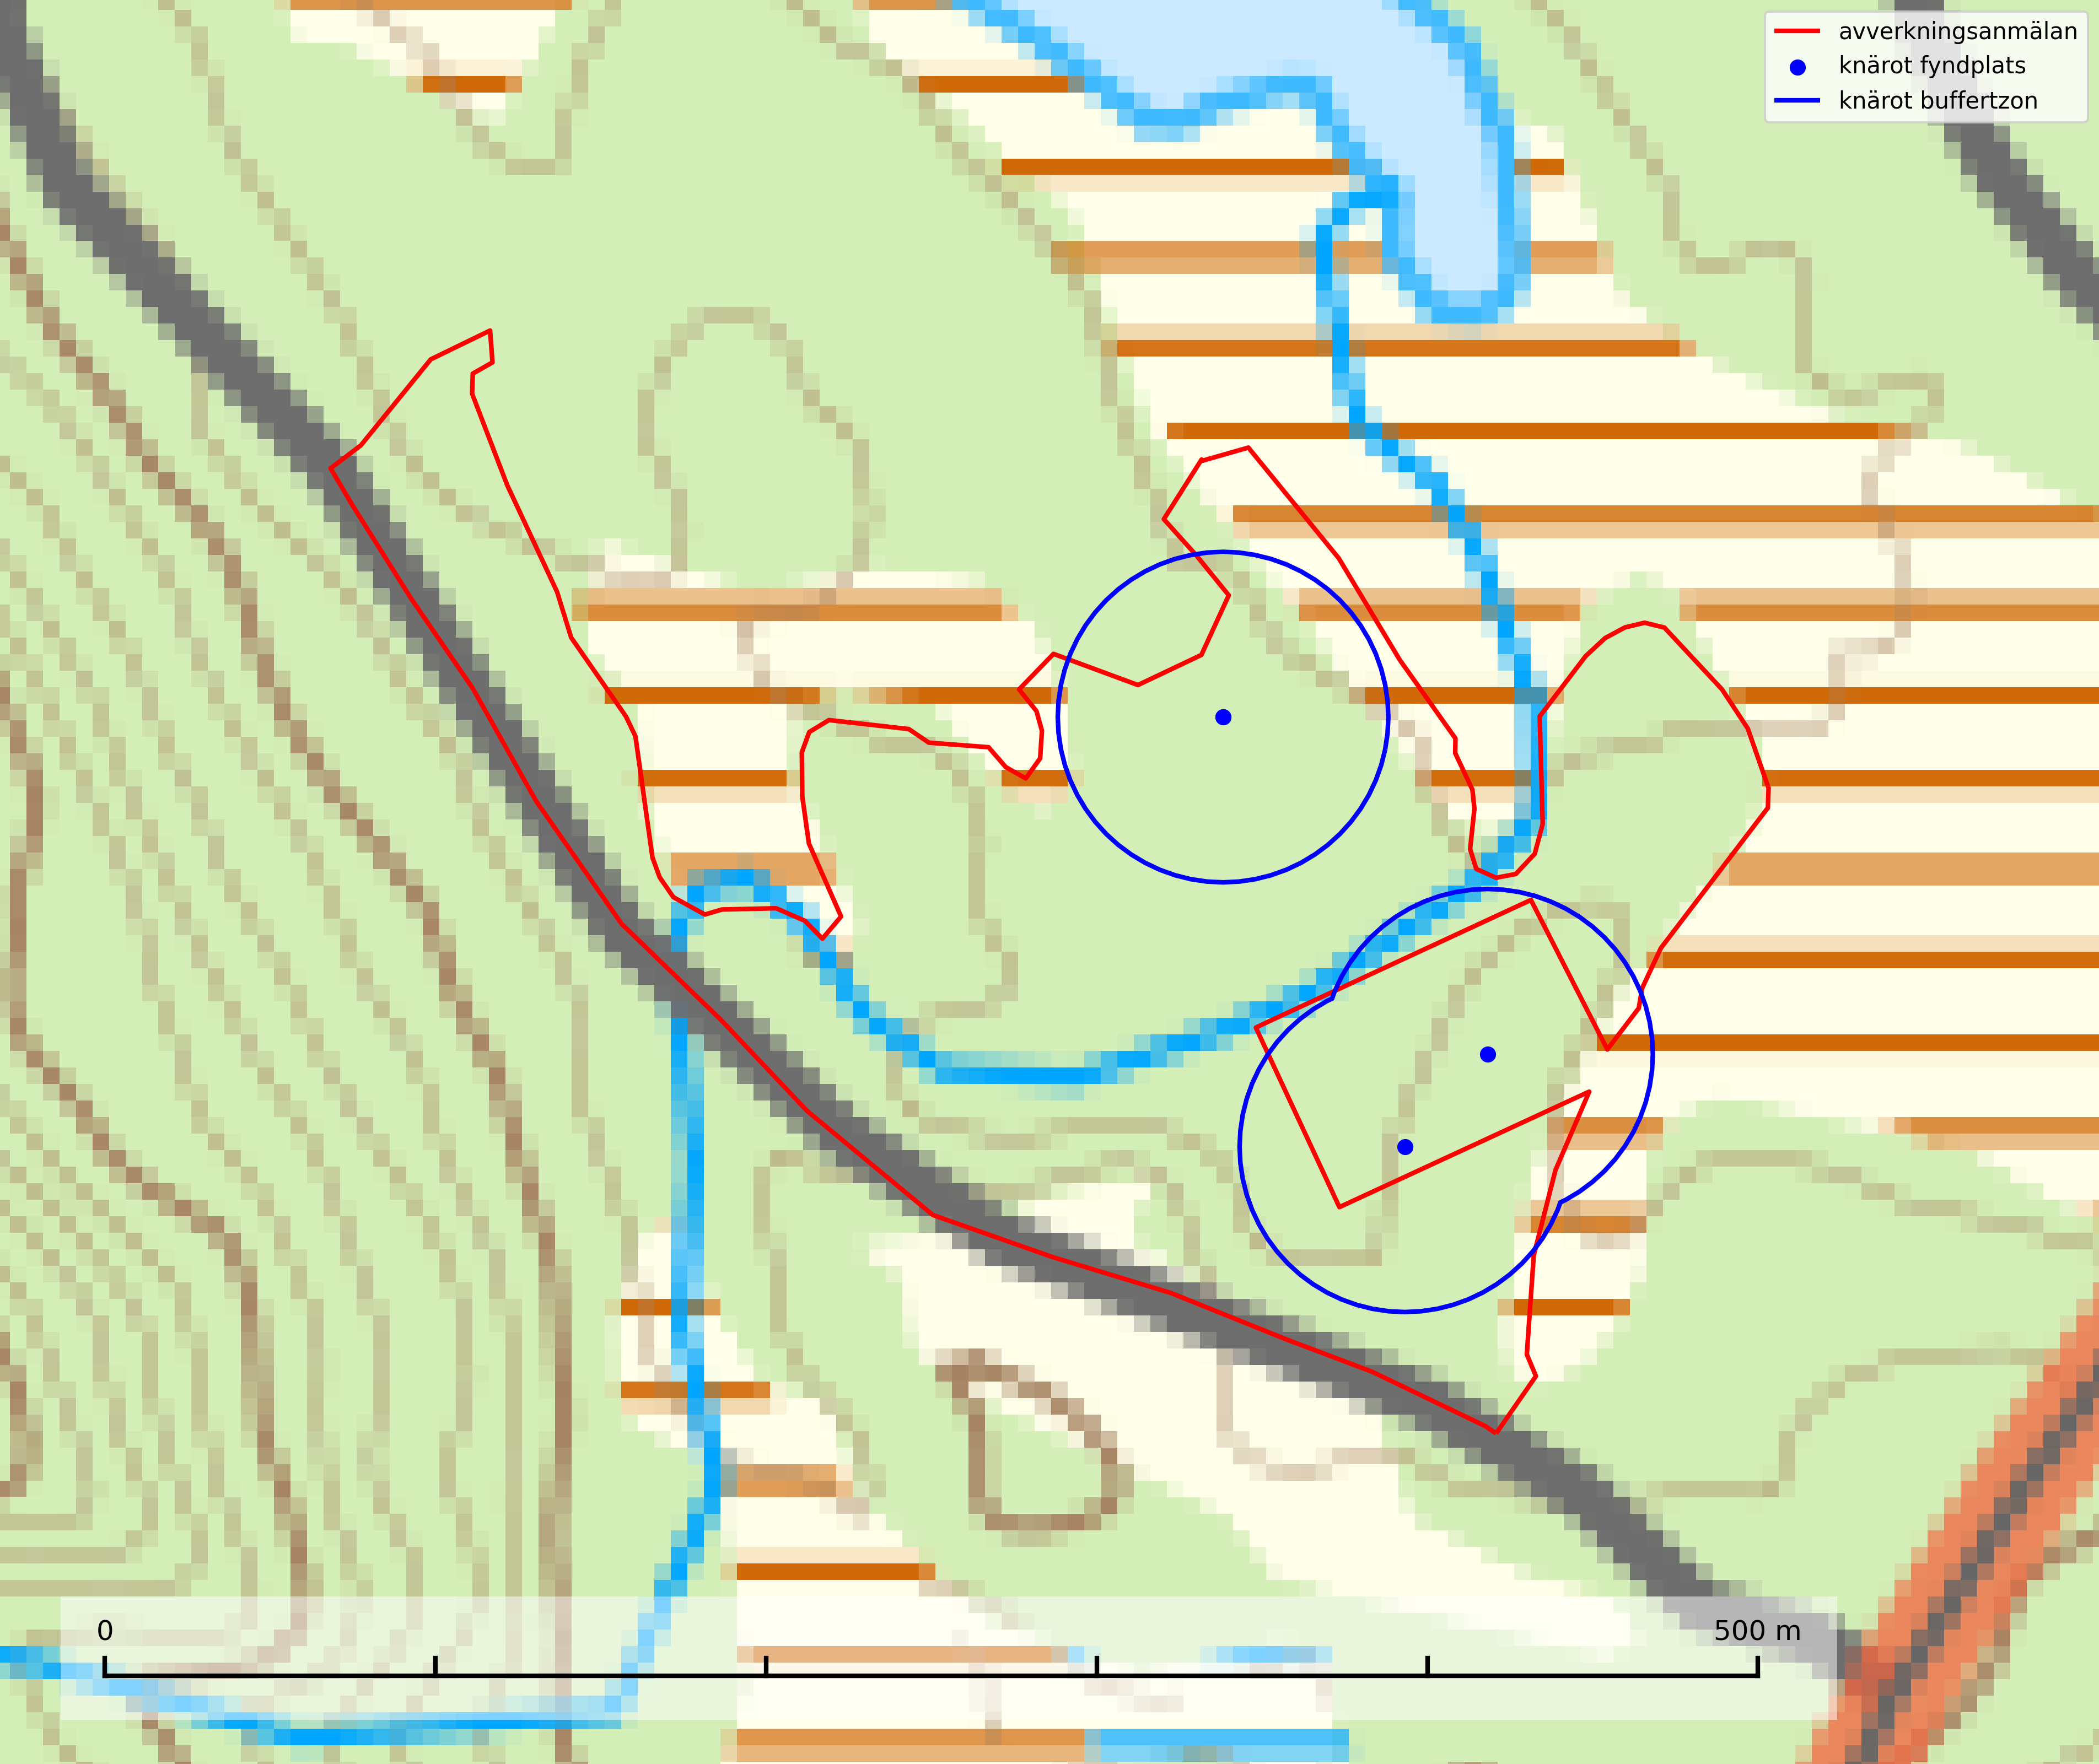 avverkningsanmälan
knärot fyndplats
knärot buffertzon
0
500 m